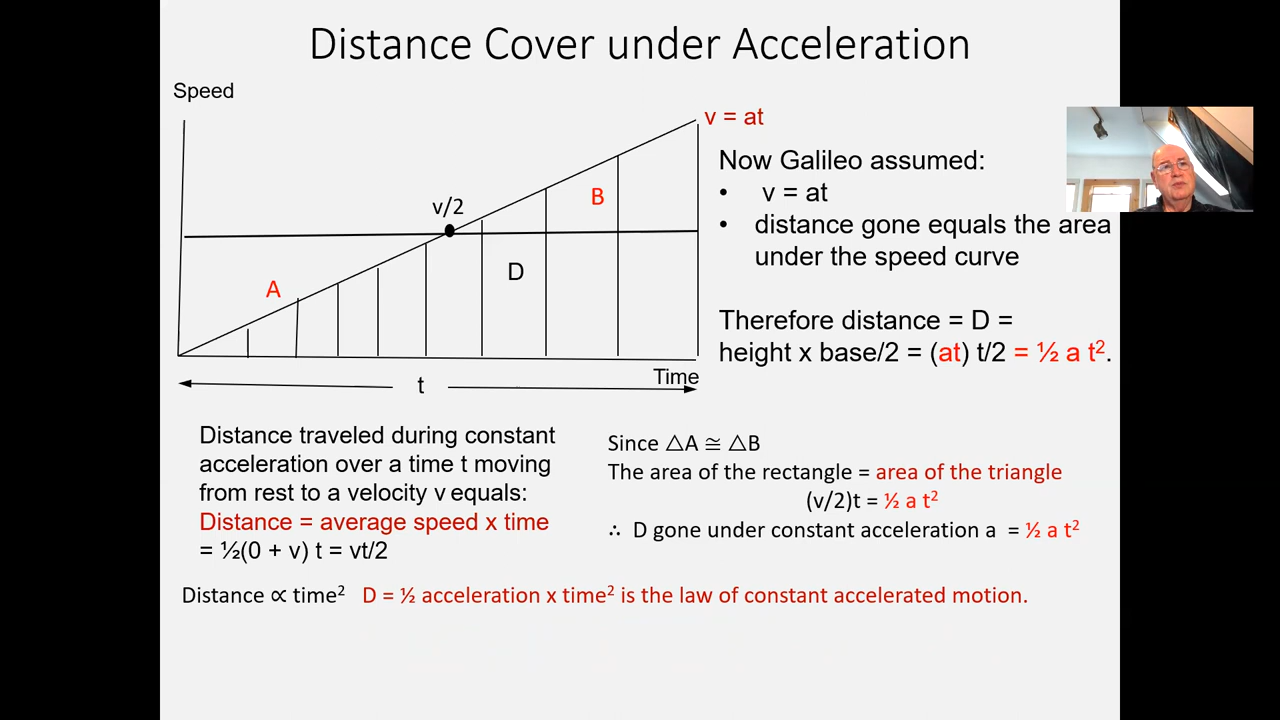 Distance Cover under Acceleration
Speed
v = at
v/2
A
B
D
t
Time
Now Galileo assumed:
• v = at
• distance gone equals the area
under the speed curve
Therefore distance = D =
height x base/2 = (at) t/2 = ½ a t².
Distance traveled during constant
acceleration over a time t moving
from rest to a velocity v equals:
Distance = average speed x time
= ½(0 + v) t = vt/2
Since △A ≅ △B
The area of the rectangle = area of the triangle
(v/2)t = ½ a t²
∴ D gone under constant acceleration a = ½ a t²
Distance ∝ time² D = ½ acceleration x time² is the law of constant accelerated motion.